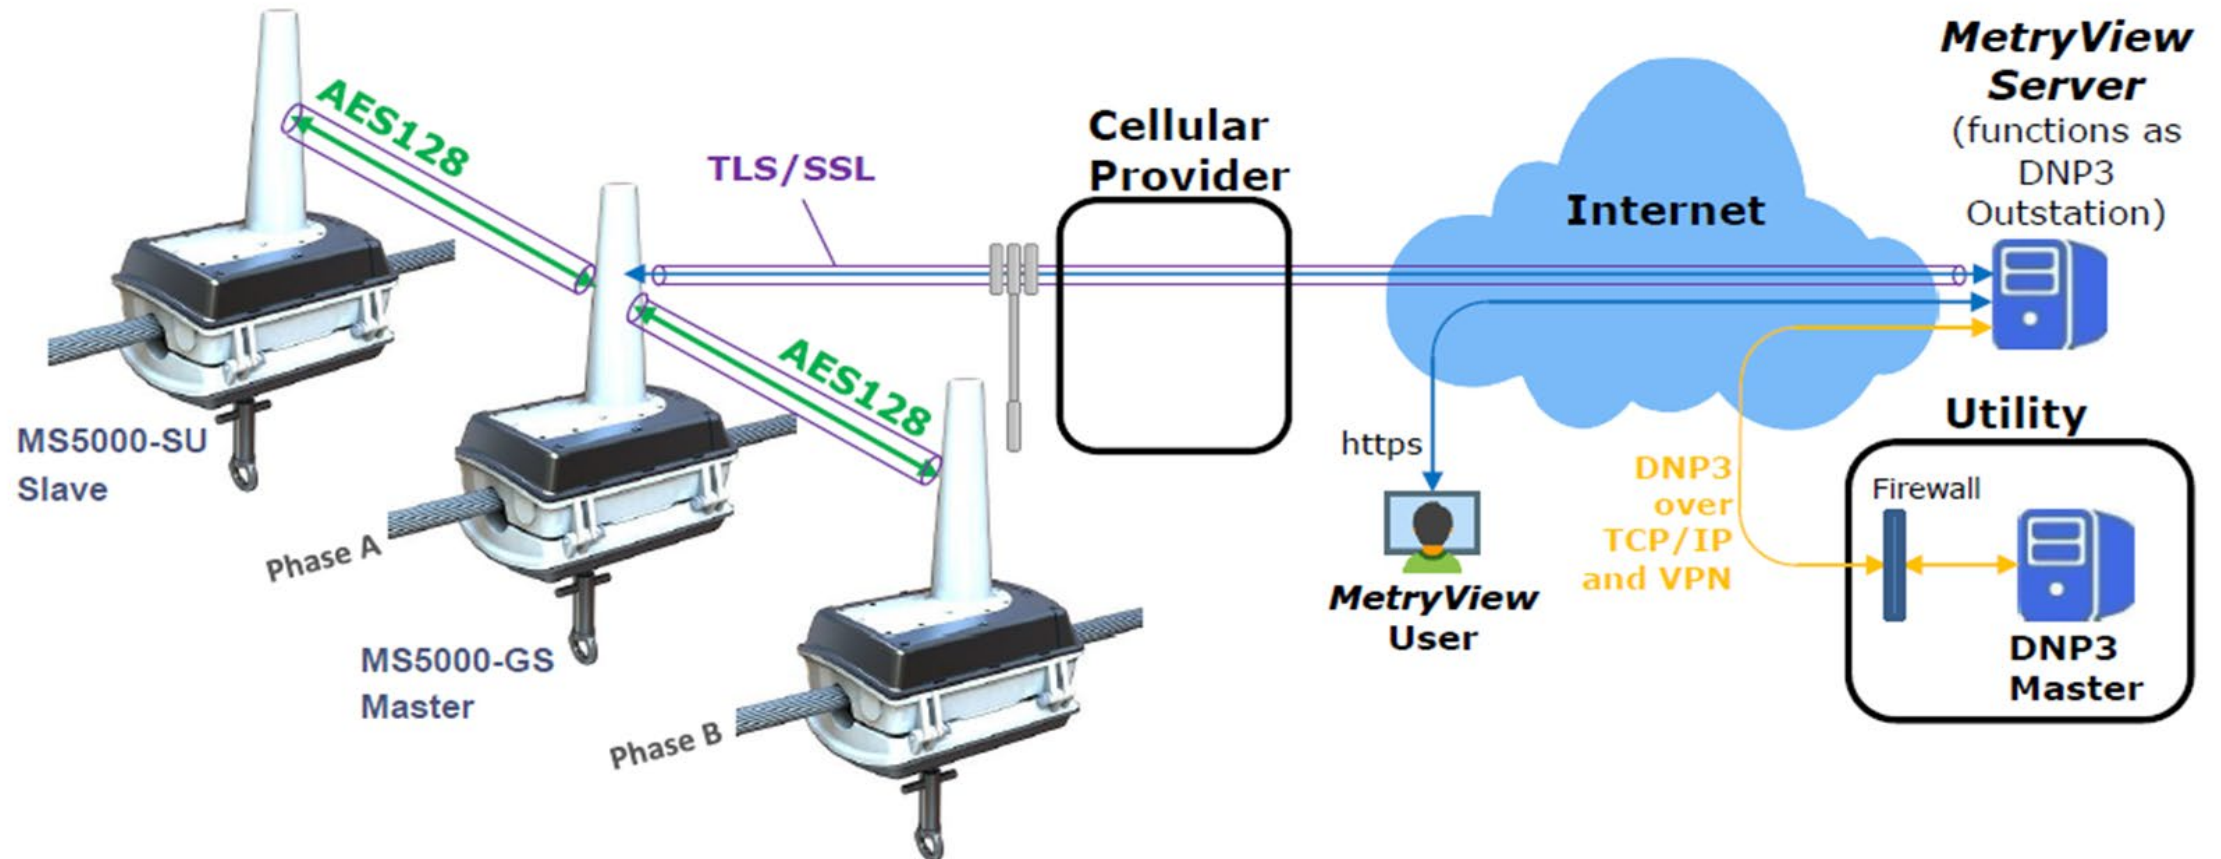 MetryView
Server
(functions as
DNP3
Outstation)
AES128
Cellular
Provider
TLS/SSL
Internet
AES128
MS5000-SU
Slave
https
Utility
DNP3
over
TCP/IP
and VPN
Firewall
Phase A
MetryView
User
MS5000-GS
Master
DNP3
Master
Phase B